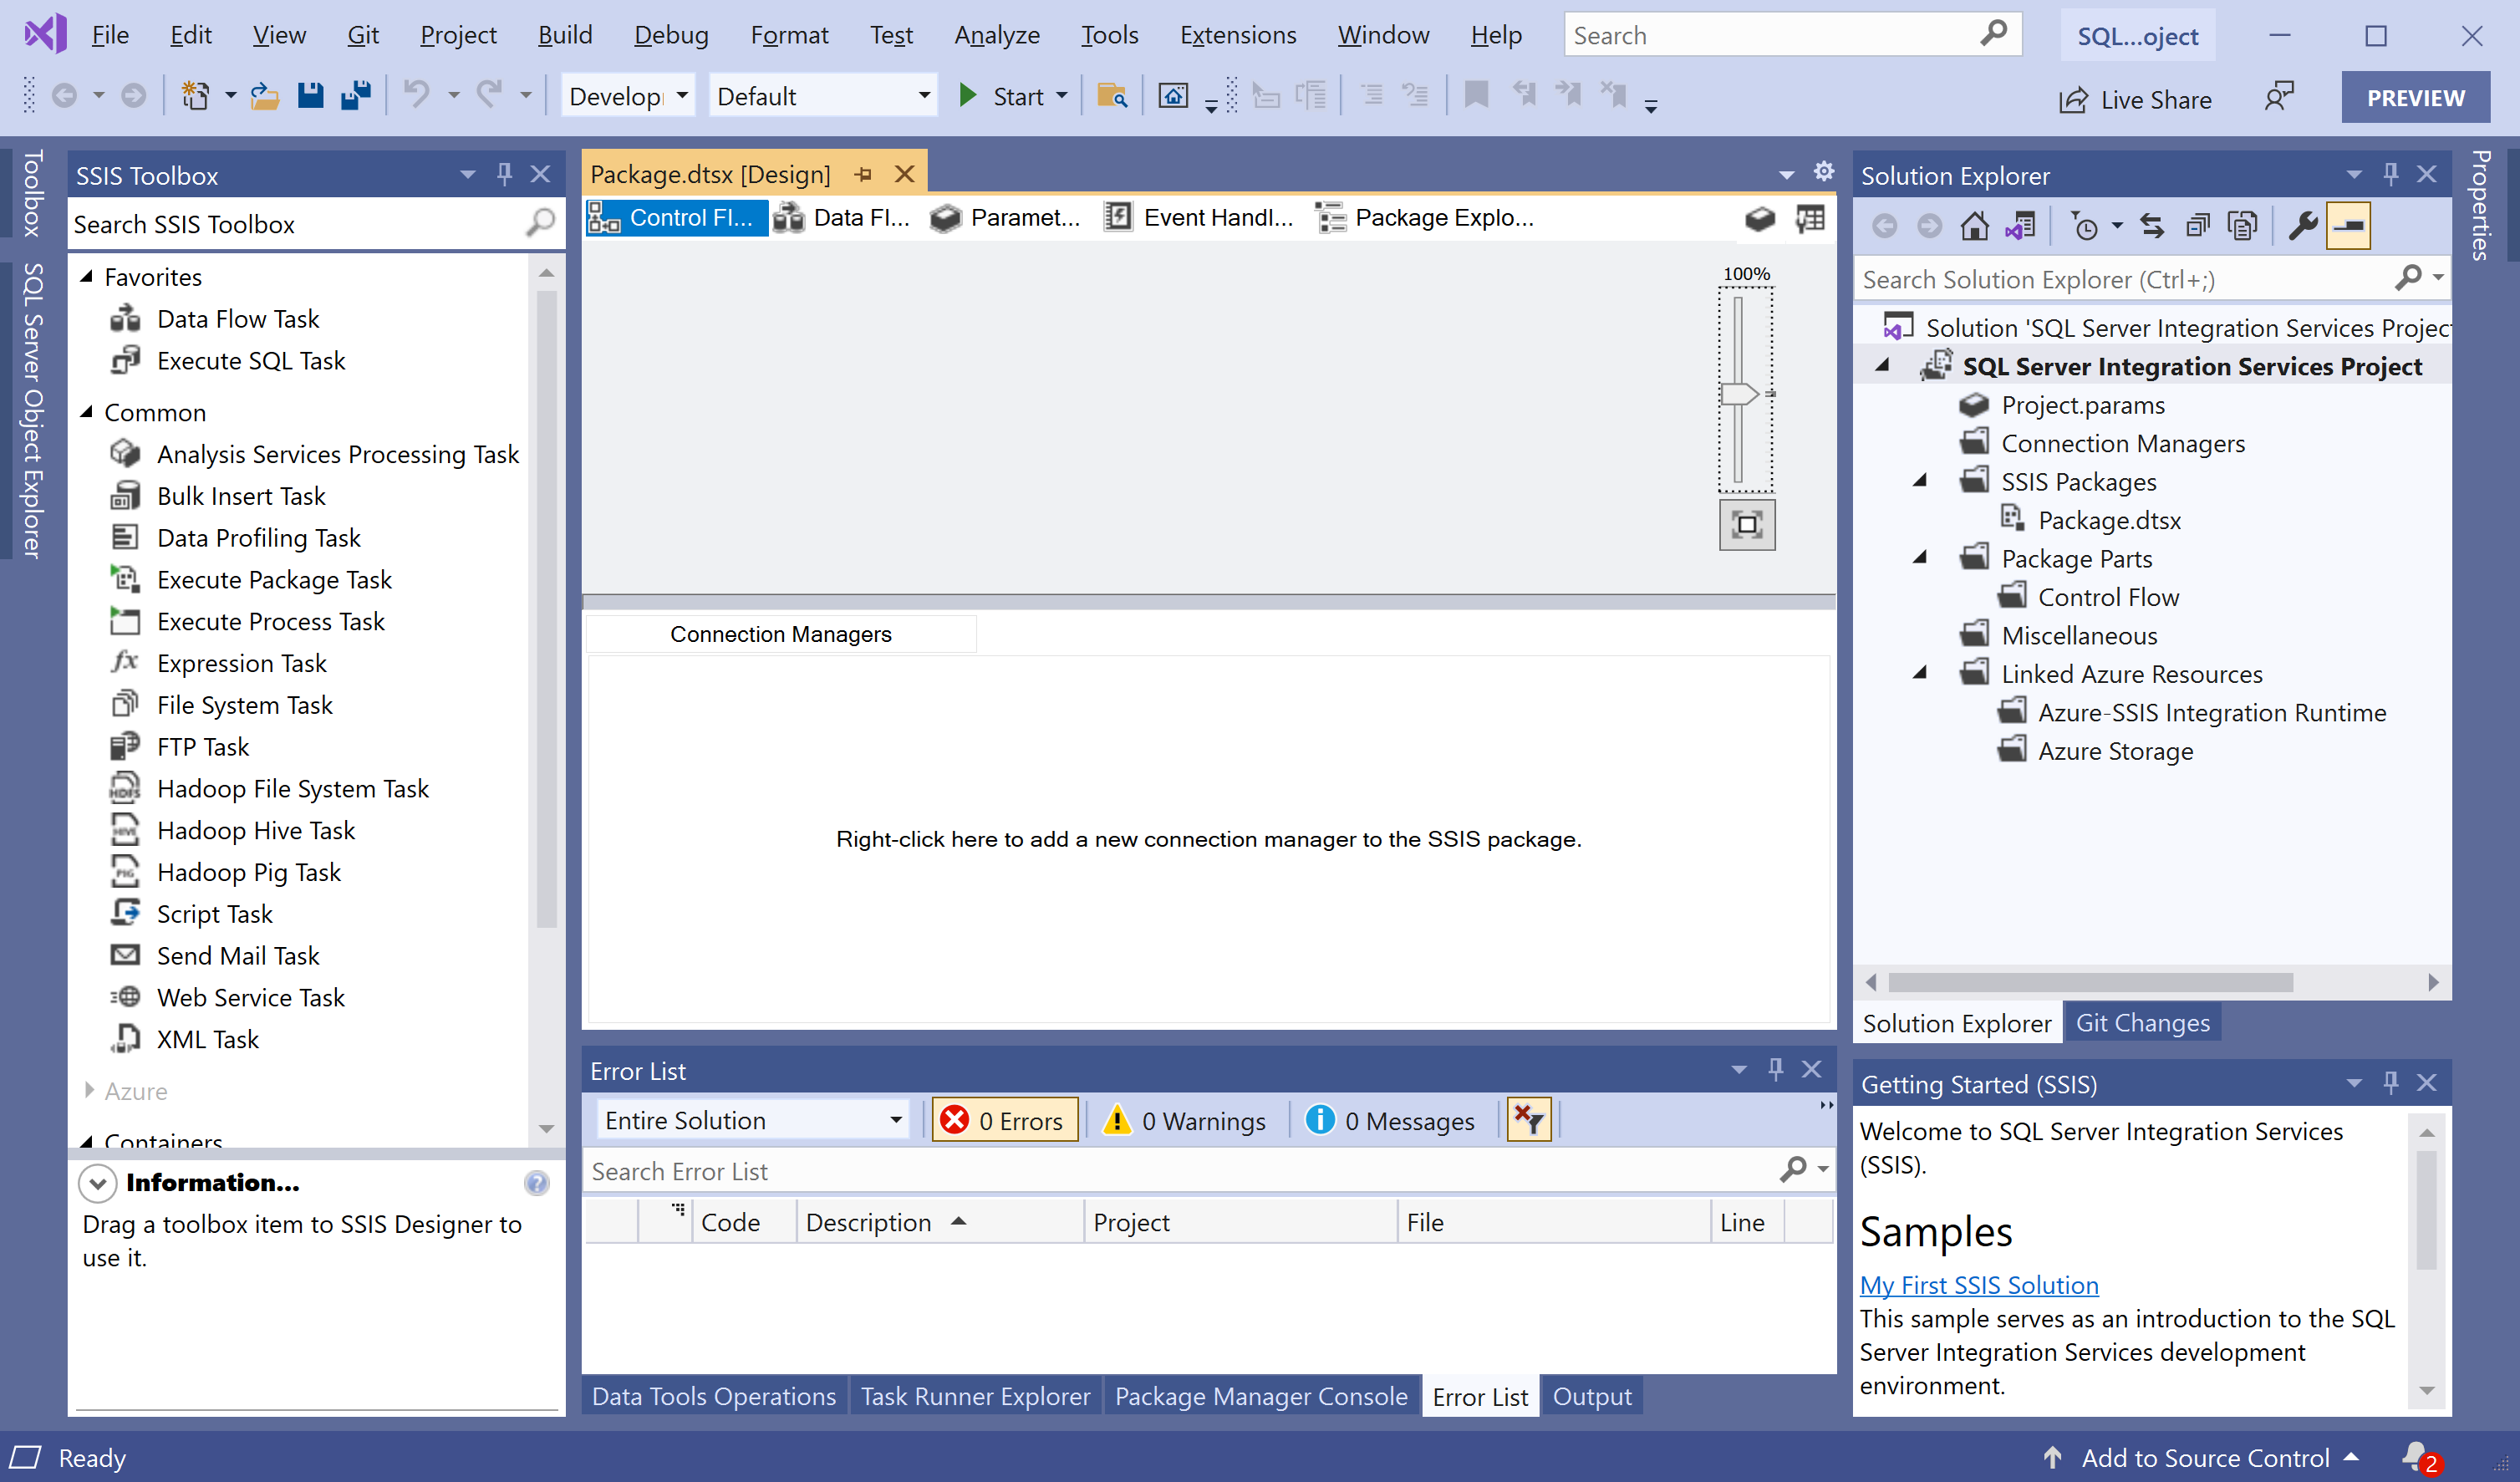 File Edit View Git Project Build Debug Format Test Analyze Tools Extensions Window Help Search SQL...oject
Develop Default Start Live Share PREVIEW
Toolbox
SQL Server Object Explorer
SSIS Toolbox
Search SSIS Toolbox
Favorites
Data Flow Task
Execute SQL Task
Common
Analysis Services Processing Task
Bulk Insert Task
Data Profiling Task
Execute Package Task
Execute Process Task
Expression Task
File System Task
FTP Task
Hadoop File System Task
Hadoop Hive Task
Hadoop Pig Task
Script Task
Send Mail Task
Web Service Task
XML Task
Azure
Containers
Information...
Drag a toolbox item to SSIS Designer to
use it.
Package.dtsx [Design]
Control Fl... Data Fl... Paramet... Event Handl... Package Explo...
100%
Connection Managers
Right-click here to add a new connection manager to the SSIS package.
Error List
Entire Solution 0 Errors 0 Warnings 0 Messages
Search Error List
Code Description Project File Line
Data Tools Operations Task Runner Explorer Package Manager Console Error List Output
Solution Explorer
Search Solution Explorer (Ctrl+;)
Solution 'SQL Server Integration Services Project
SQL Server Integration Services Project
Project.params
Connection Managers
SSIS Packages
Package.dtsx
Package Parts
Control Flow
Miscellaneous
Linked Azure Resources
Azure-SSIS Integration Runtime
Azure Storage
Solution Explorer Git Changes
Getting Started (SSIS)
Welcome to SQL Server Integration Services
(SSIS).
Samples
My First SSIS Solution
This sample serves as an introduction to the SQL
Server Integration Services development
environment.
Properties
Ready Add to Source Control 2